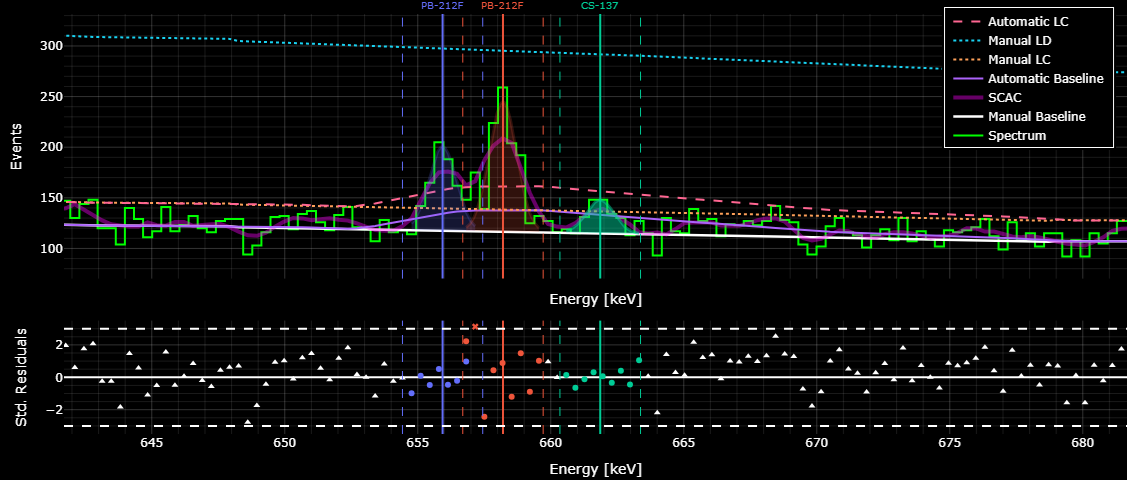 PB-212F PB-212F CS-137
Automatic LC
Manual LD
Manual LC
Automatic Baseline
SCAC
Manual Baseline
Spectrum
300
250
200
150
100
Events
Energy [keV]
2
0
−2
Std. Residuals
645 650 655 660 665 670 675 680
Energy [keV]